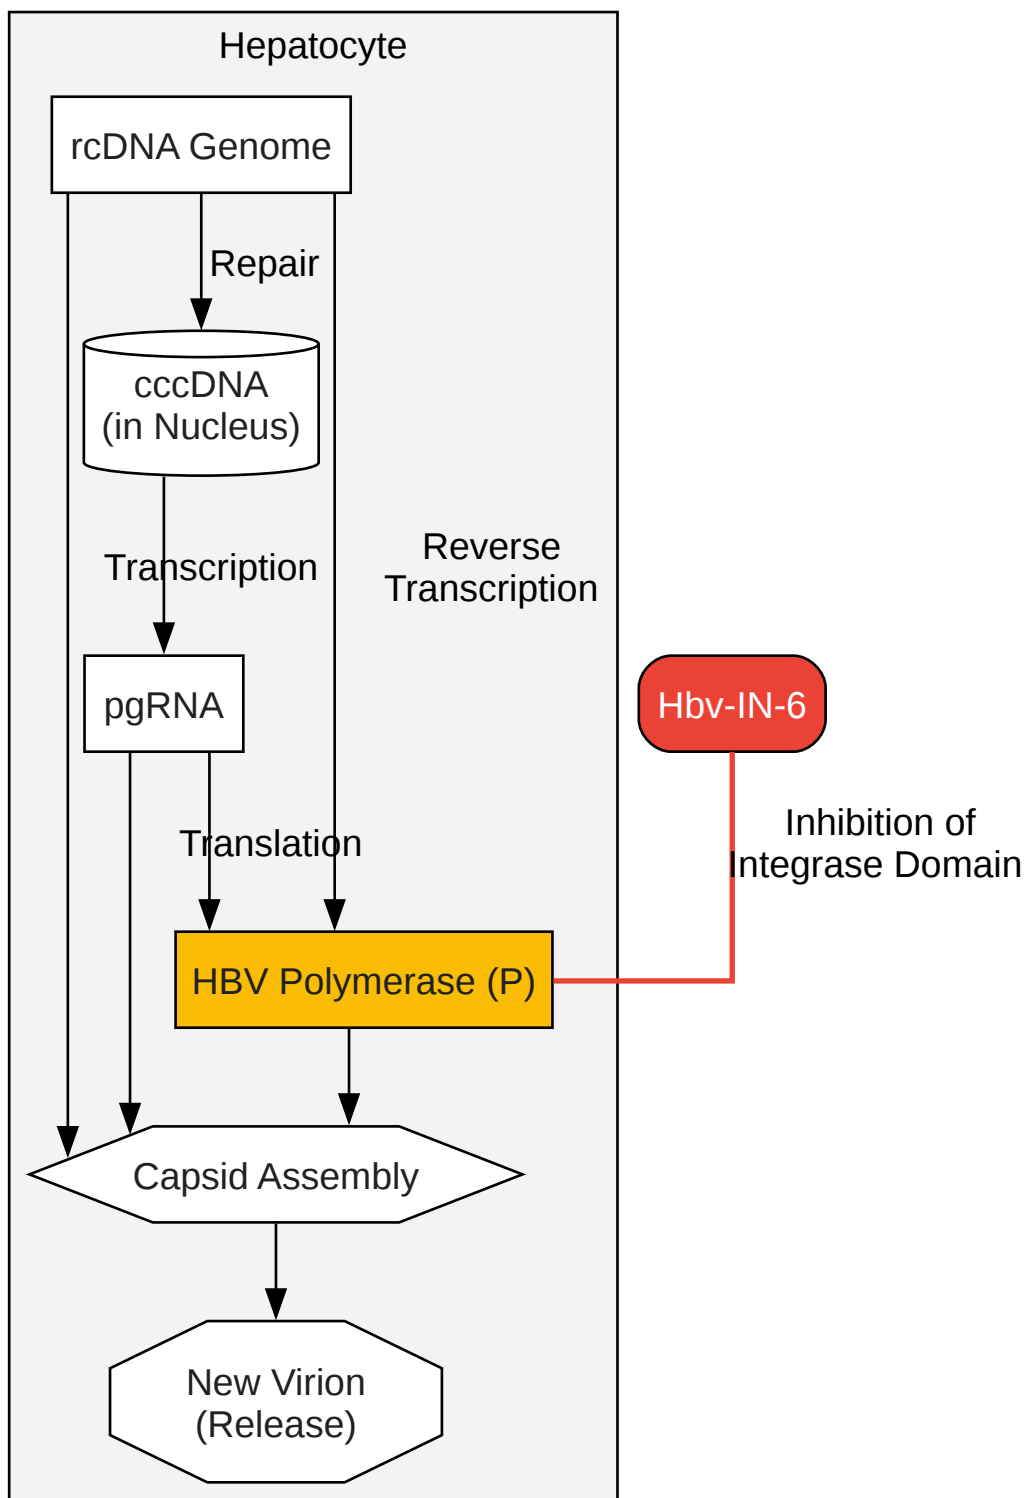 Hepatocyte
rcDNA Genome
Repair
cccDNA
(in Nucleus)
Transcription
Reverse
Transcription
pgRNA
Hbv-IN-6
Translation
Inhibition of
Integrase Domain
HBV Polymerase (P)
Capsid Assembly
New Virion
(Release)